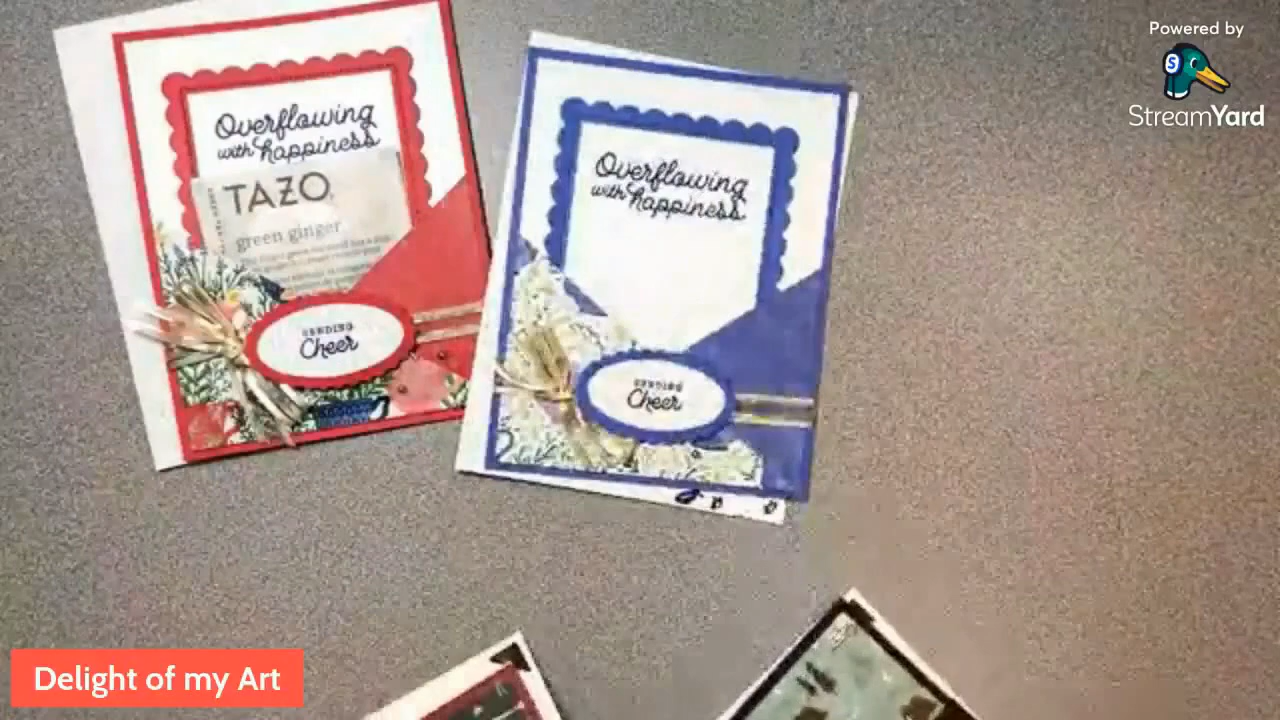 Powered by
StreamYard
Overflowing
with happiness
TAZO
green ginger
SENDING
Cheer
Overflowing
with happiness
SENDING
Cheer
Delight of my Art